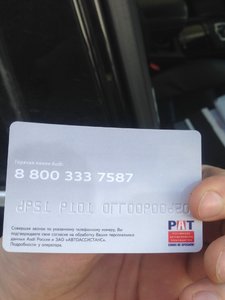 Горячая линия Audi:
8 800 333 7587
РАТ
Совершая звонок по указанному телефонному номеру, Вы
подтверждаете свое согласие на обработку Ваших персональных
данных Audi Россия и ЗАО «АВТОАССИСТАНС».
Подробности у оператора.